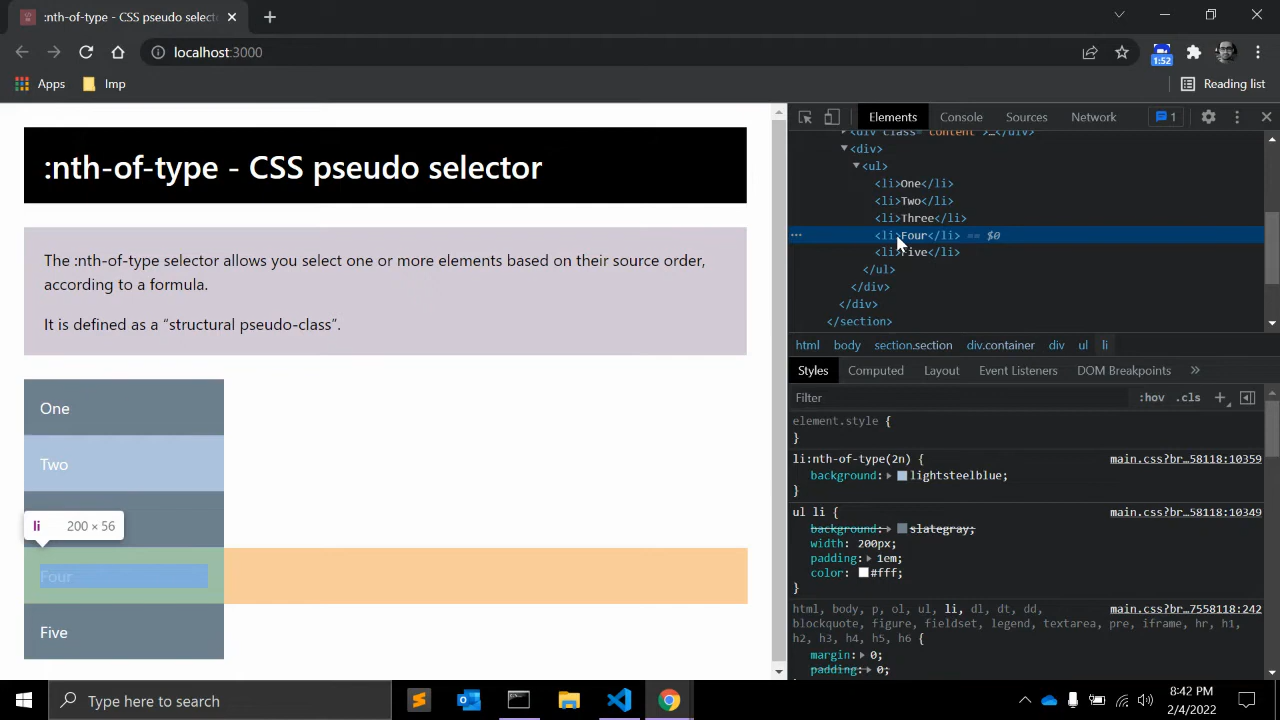 :nth-of-type - CSS pseudo select
localhost:3000
1:52
Apps
Imp
Reading list
:nth-of-type - CSS pseudo selector
The :nth-of-type selector allows you select one or more elements based on their source order,
according to a formula.
It is defined as a “structural pseudo-class”.
One
Two
li 200 × 56
Four
Five
Elements
Console
Sources
Network
1
<div class="content">…</div>
<div>
<ul>
<li>One</li>
<li>Two</li>
<li>Three</li>
<li>Four</li> == $0
<li>Five</li>
</ul>
</div>
</div>
</section>
html body section.section div.container div ul li
Styles Computed Layout Event Listeners DOM Breakpoints »
Filter :hov .cls
element.style {
}
li:nth-of-type(2n) { main.css?br…58118:10359
background: lightsteelblue;
}
ul li { main.css?br…58118:10349
background: slategray;
width: 200px;
padding: 1em;
color: #fff;
}
html, body, p, ol, ul, li, dl, dt, dd, main.css?br…7558118:242
blockquote, figure, fieldset, legend, textarea, pre, iframe, hr, h1,
h2, h3, h4, h5, h6 {
margin: 0;
padding: 0;
Type here to search
8:42 PM
2/4/2022